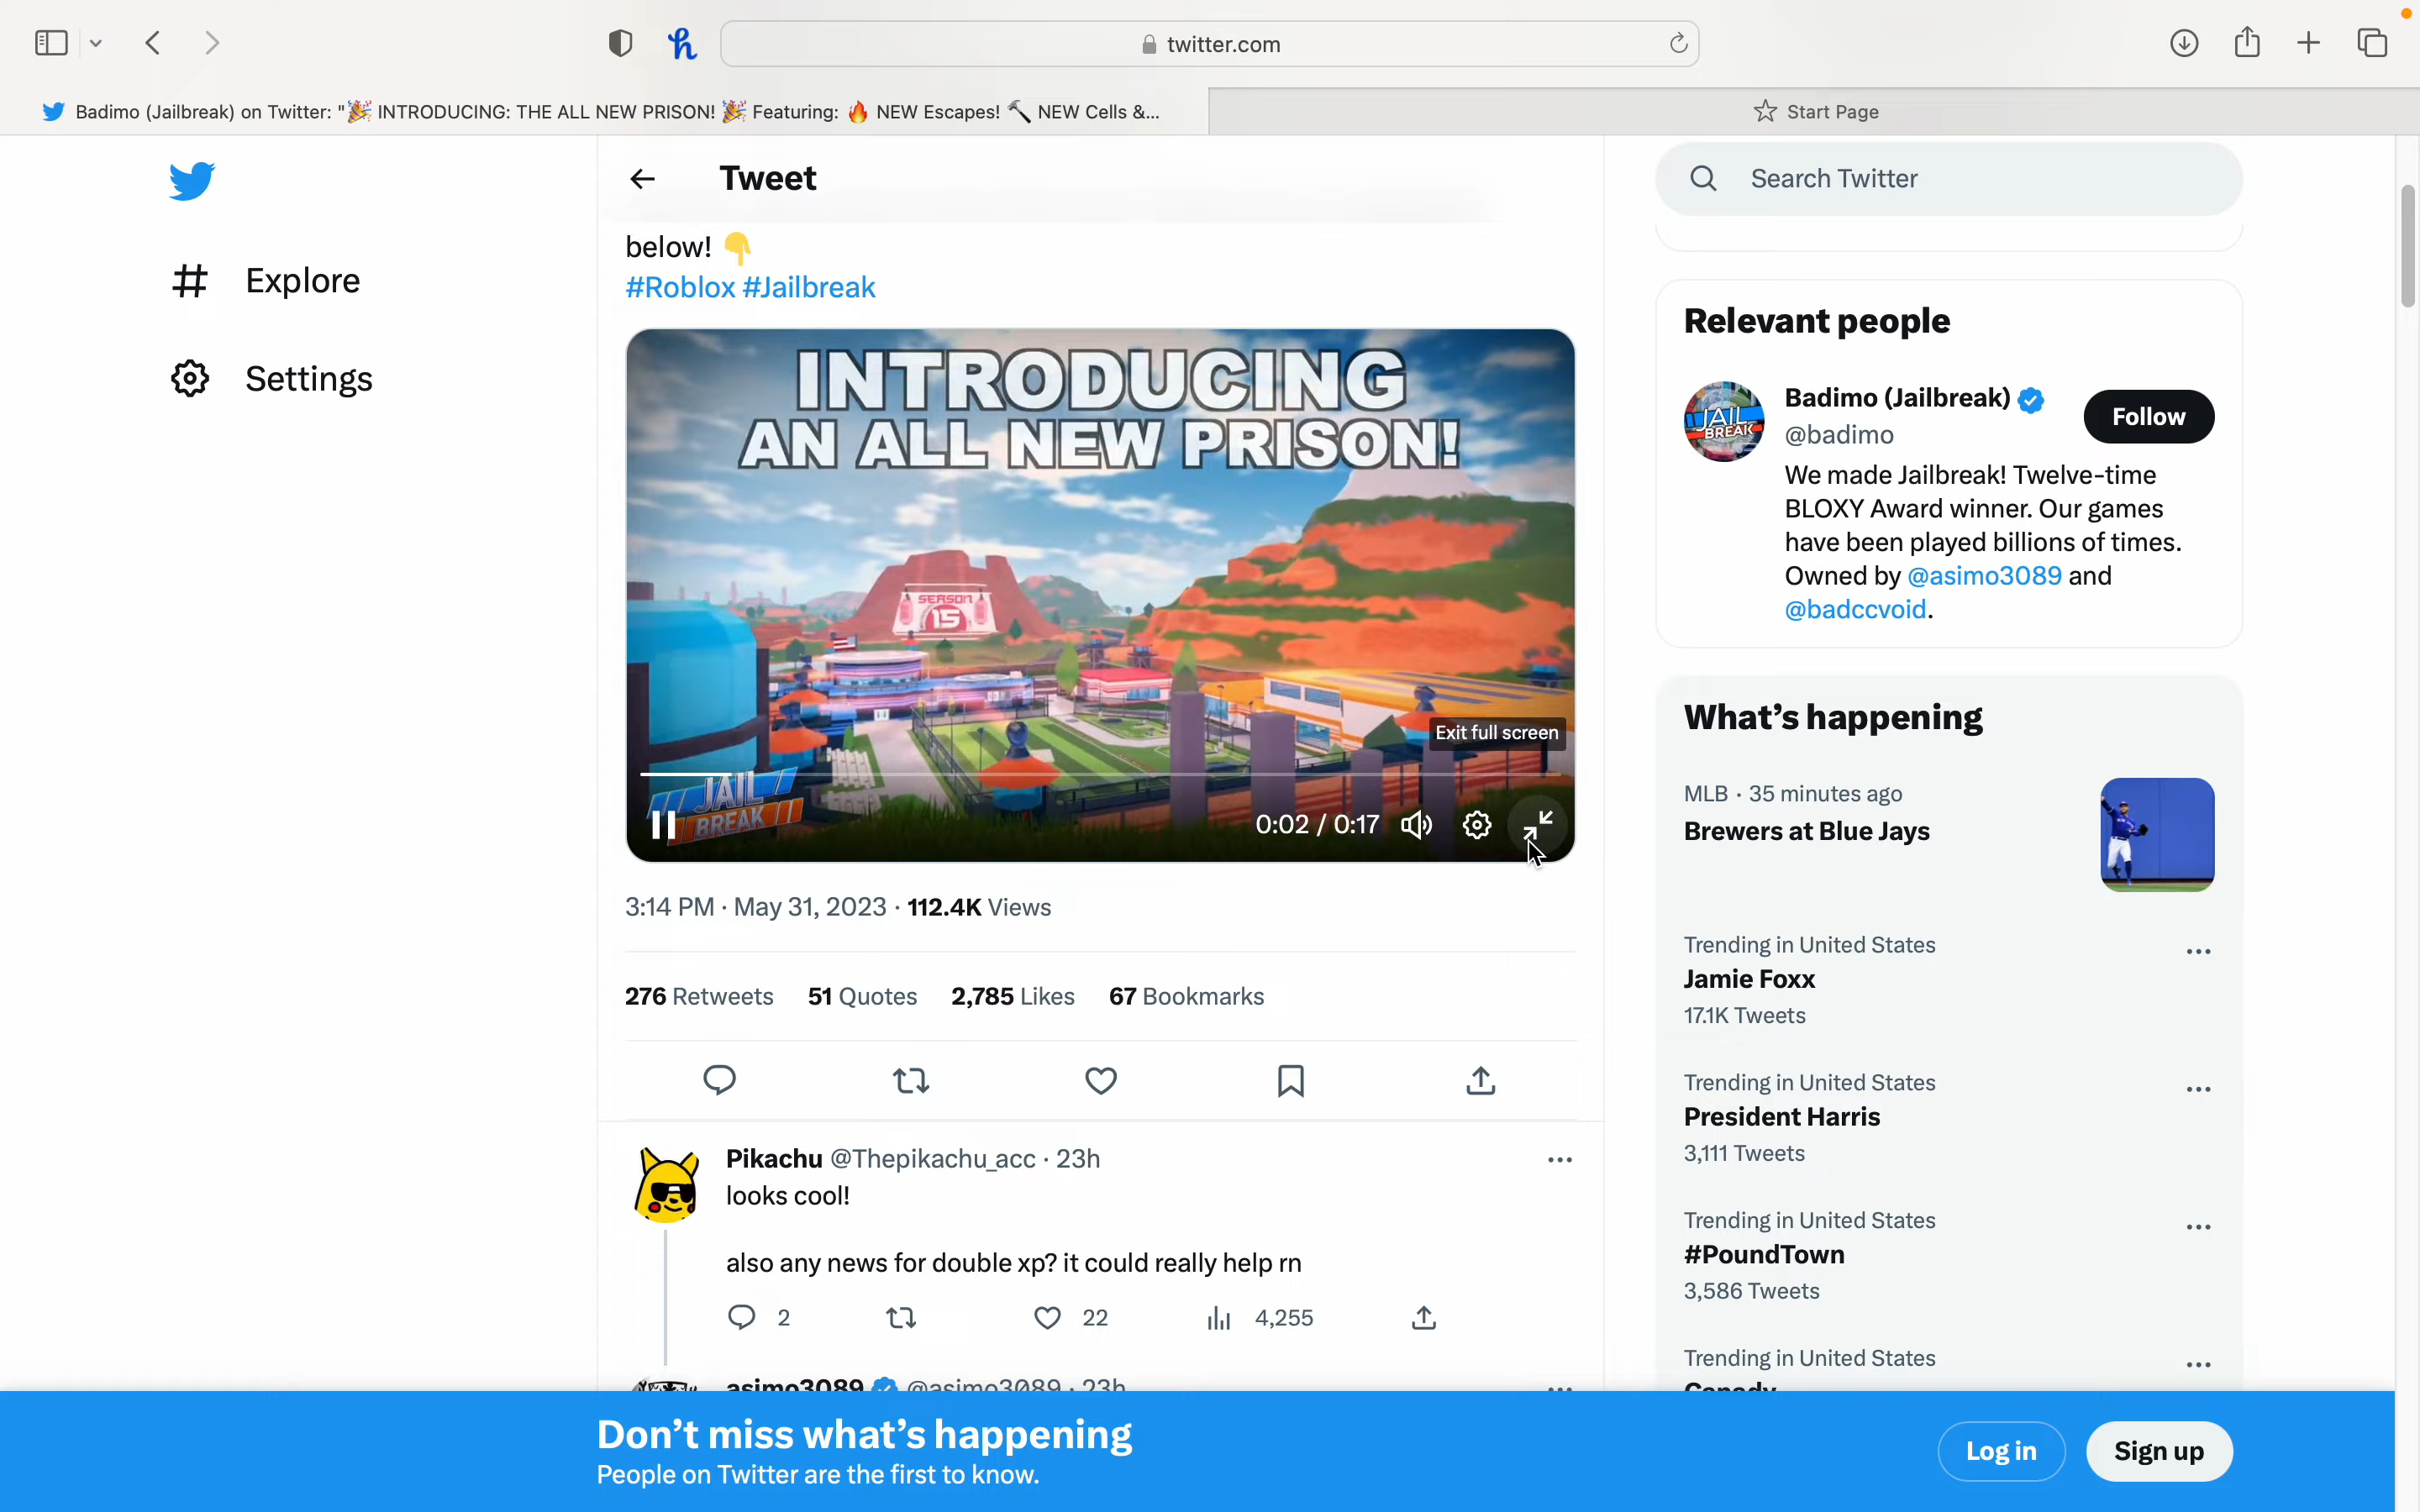 twitter.com
Badimo (Jailbreak) on Twitter: "🎉 INTRODUCING: THE ALL NEW PRISON! 🎉 Featuring: 🔥 NEW Escapes! 🔨 NEW Cells &...
Start Page
Explore
Settings
Tweet
below! 👇
#Roblox #Jailbreak
INTRODUCING
AN ALL NEW PRISON!
SEASON
15
Exit full screen
JAIL
BREAK
0:02 / 0:17
3:14 PM · May 31, 2023 · 112.4K Views
276 Retweets 51 Quotes 2,785 Likes 67 Bookmarks
Pikachu @Thepikachu_acc · 23h
looks cool!
also any news for double xp? it could really help rn
2 22 4,255
asimo3089 @asimo3089 · 23h
Search Twitter
Relevant people
JAIL
BREAK
Badimo (Jailbreak)
@badimo
Follow
We made Jailbreak! Twelve-time
BLOXY Award winner. Our games
have been played billions of times.
Owned by @asimo3089 and
@badccvoid.
What's happening
MLB · 35 minutes ago
Brewers at Blue Jays
Trending in United States
Jamie Foxx
17.1K Tweets
Trending in United States
President Harris
3,111 Tweets
Trending in United States
#PoundTown
3,586 Tweets
Trending in United States
Don't miss what's happening
People on Twitter are the first to know.
Log in
Sign up